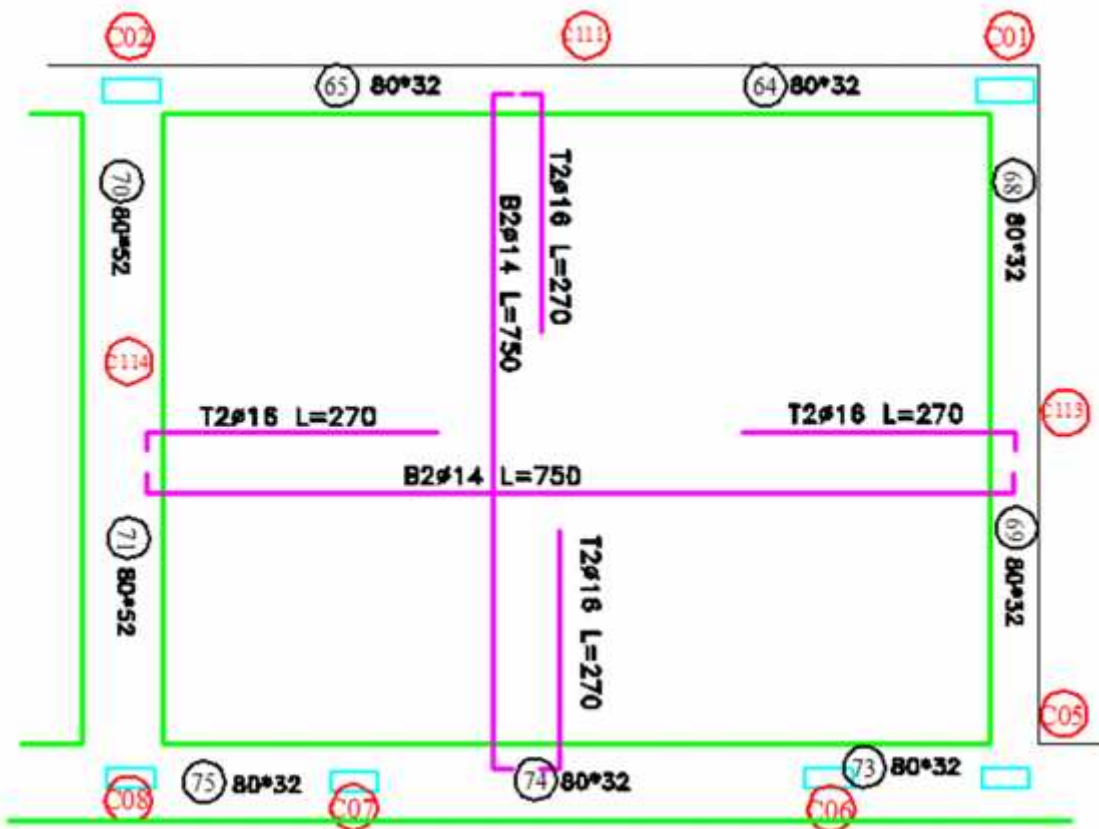 C02
C111
C01
65 80*32
64 80*32
70 80*52
T2ø16 L=270
B2ø14 L=750
68 80*32
C114
T2ø16 L=270
T2ø16 L=270
C113
B2ø14 L=750
71 80*52
T2ø16 L=270
69 80*32
C05
75 80*32
74 80*32
73 80*32
C08
C07
C06